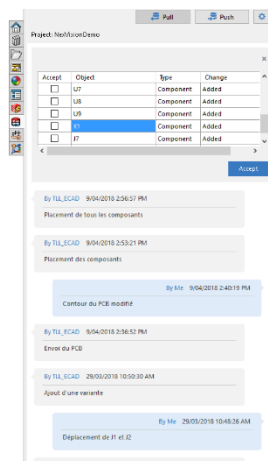 Pull
Push
Project: NeoVisionDemo
Accept Object Type Change
U7 Component Added
U8 Component Added
U9 Component Added
Component Added
J7 Component Added
Accept
By TLL_ECAD 9/04/2018 2:56:57 PM
Placement de tous les composants
By TLL_ECAD 9/04/2018 2:53:21 PM
Placement des composants
By Me 9/04/2018 2:40:19 PM
Contour du PCB modifié
By TLL_ECAD 9/04/2018 2:36:52 PM
Envoi du PCB
By TLL_ECAD 29/03/2018 10:50:30 AM
Ajout d'une variante
By Me 29/03/2018 10:48:26 AM
Déplacement de J1 et J2